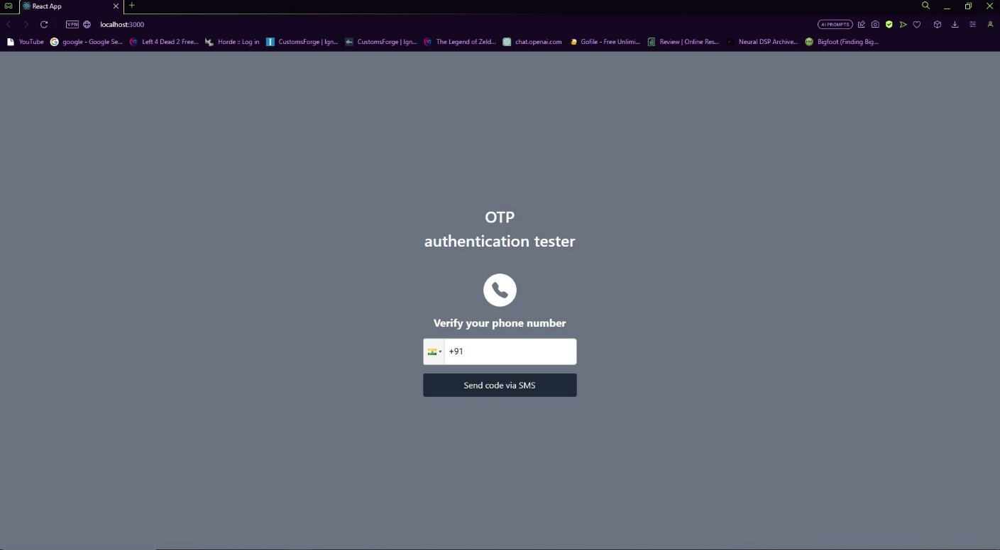 React App
VPN
localhost:3000
AI PROMPTS
YouTube
google - Google Se...
Left 4 Dead 2 Free...
Horde :: Log in
CustomsForge | Ign...
CustomsForge | Ign...
The Legend of Zeld...
chat.openai.com
Gofile - Free Unlimi...
Review | Online Res...
Neural DSP Archive...
Bigfoot (Finding Big...
OTP
authentication tester
Verify your phone number
+91
Send code via SMS